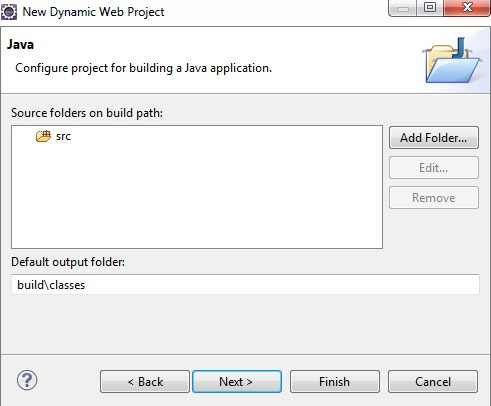 New Dynamic Web Project
Java
Configure project for building a Java application.
Source folders on build path:
src
Add Folder...
Edit...
Remove
Default output folder:
build\classes
?
< Back
Next >
Finish
Cancel